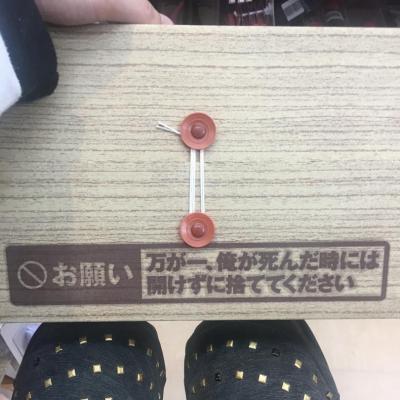 お願い
万が一、俺が死んだ時には
開けずに捨ててください